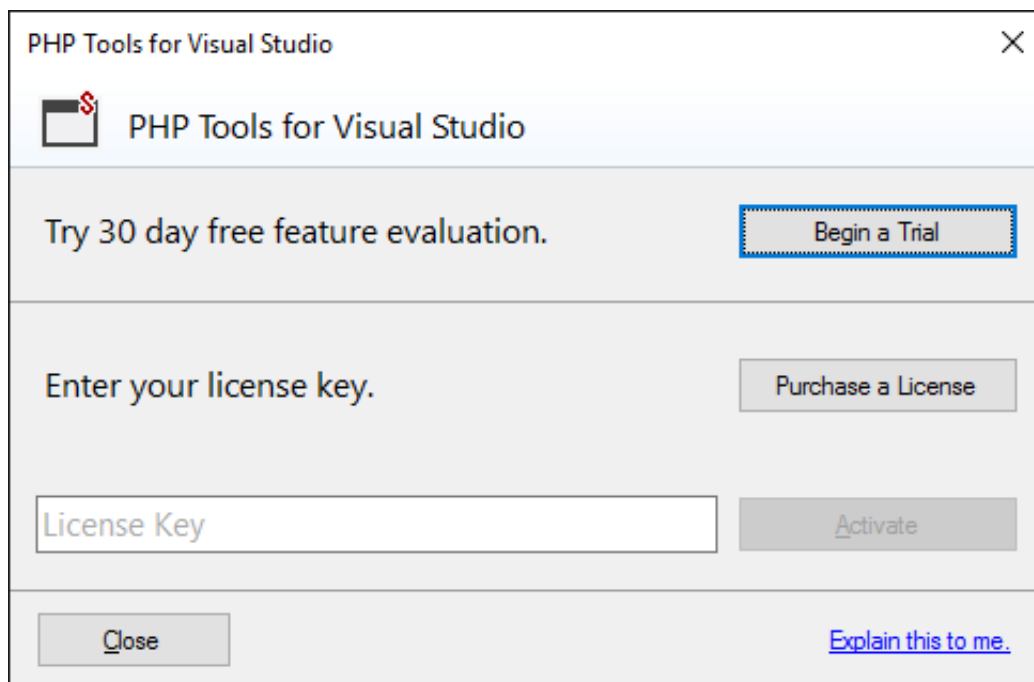 PHP Tools for Visual Studio
PHP Tools for Visual Studio
Try 30 day free feature evaluation.
Begin a Trial
Enter your license key.
Purchase a License
License Key
Activate
Close
Explain this to me.